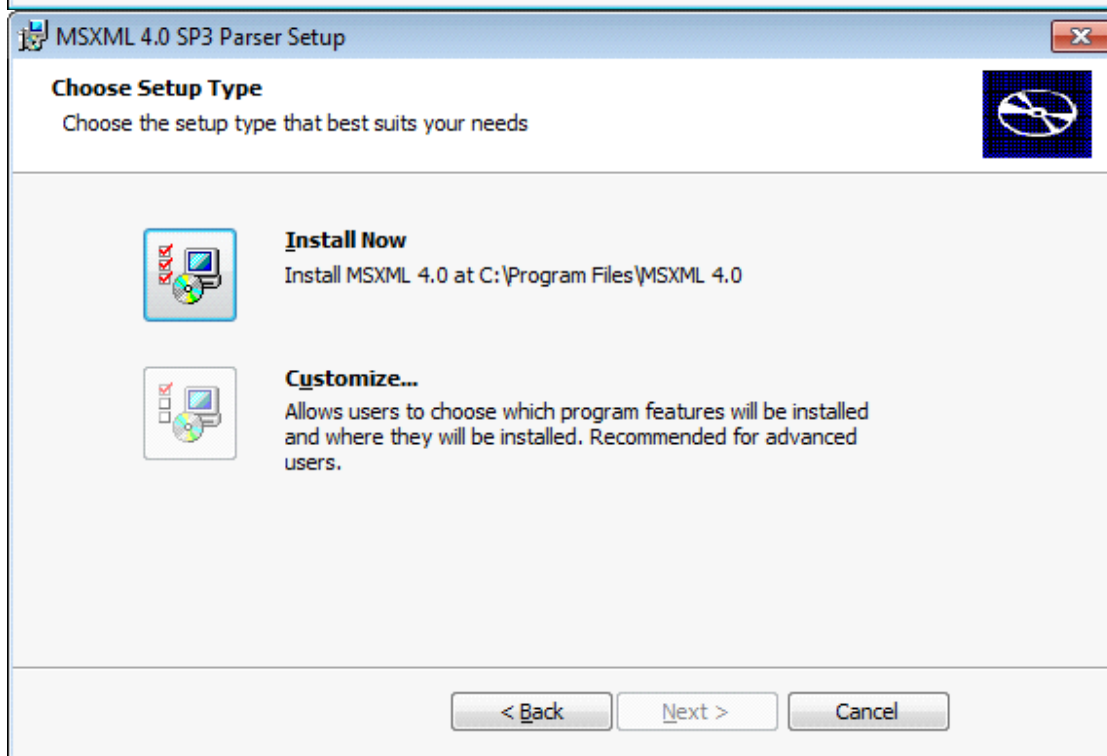 MSXML 4.0 SP3 Parser Setup
Choose Setup Type
Choose the setup type that best suits your needs
Install Now
Install MSXML 4.0 at C:\Program Files\MSXML 4.0
Customize...
Allows users to choose which program features will be installed
and where they will be installed. Recommended for advanced
users.
< Back Next > Cancel